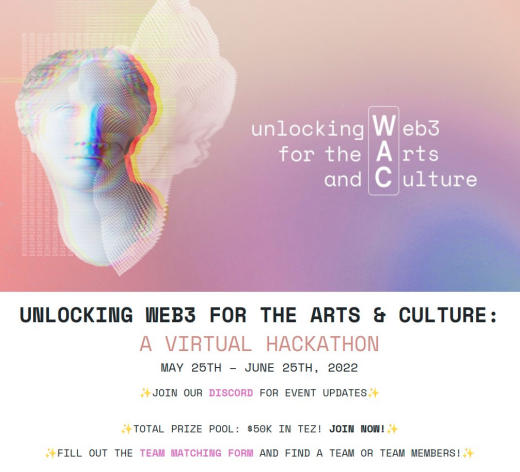 unlocking Web3
for the Arts
and Culture
UNLOCKING WEB3 FOR THE ARTS & CULTURE:
A VIRTUAL HACKATHON
MAY 25TH – JUNE 25TH, 2022
✨JOIN OUR DISCORD FOR EVENT UPDATES✨
✨TOTAL PRIZE POOL: $50K IN TEZ! JOIN NOW!✨
✨FILL OUT THE TEAM MATCHING FORM AND FIND A TEAM OR TEAM MEMBERS!✨